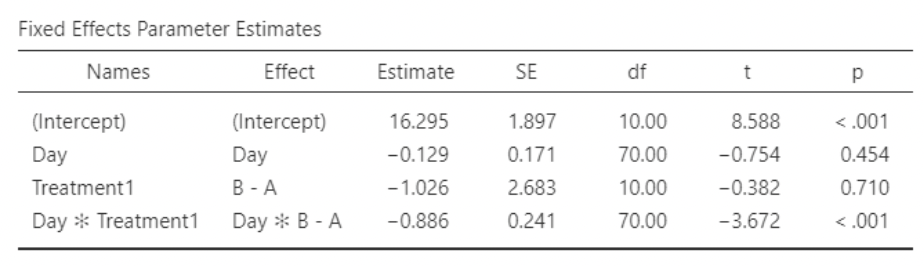 Fixed Effects Parameter Estimates
Names Effect Estimate SE df t p
(Intercept) (Intercept) 16.295 1.897 10.00 8.588 < .001
Day Day −0.129 0.171 70.00 −0.754 0.454
Treatment1 B - A −1.026 2.683 10.00 −0.382 0.710
Day ✻ Treatment1 Day ✻ B - A −0.886 0.241 70.00 −3.672 < .001